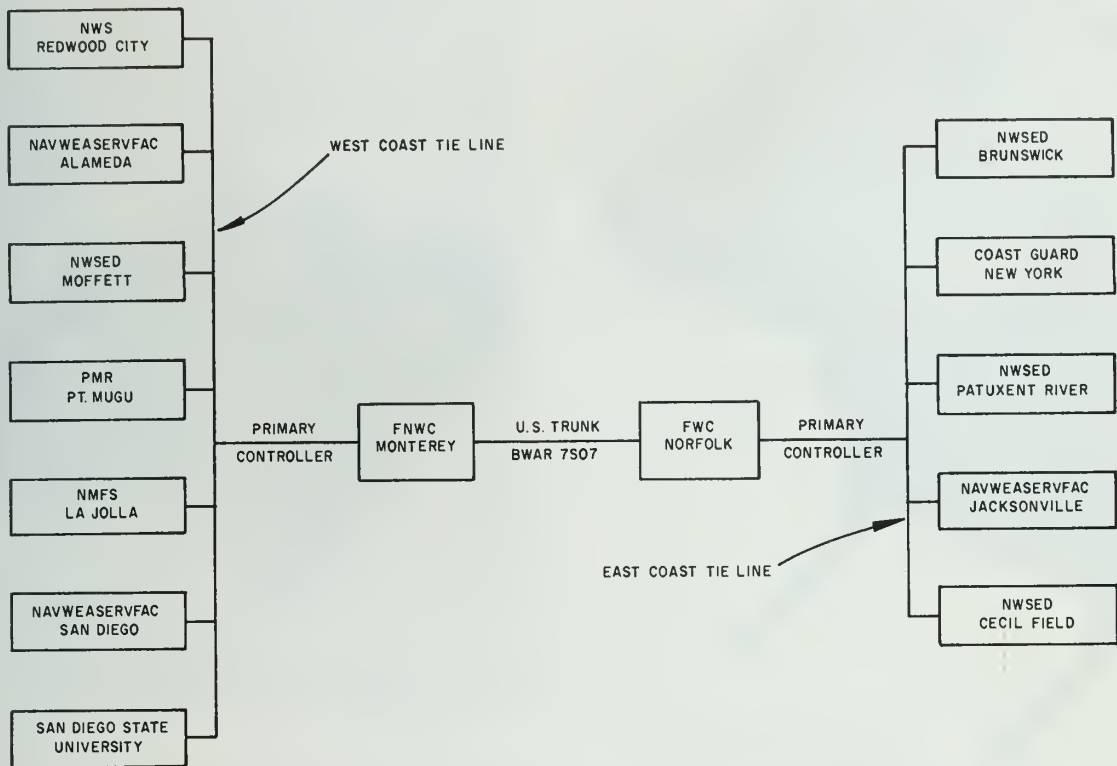 NWS
REDWOOD CITY
NAVWEASERVFAC
ALAMEDA
NWSED
MOFFETT
PMR
PT. MUGU
NMFS
LA JOLLA
NAVWEASERVFAC
SAN DIEGO
SAN DIEGO STATE
UNIVERSITY
WEST COAST TIE LINE
PRIMARY
CONTROLLER
FNWC
MONTEREY
U.S. TRUNK
BWAR 7S07
FWC
NORFOLK
PRIMARY
CONTROLLER
EAST COAST TIE LINE
NWSED
BRUNSWICK
COAST GUARD
NEW YORK
NWSED
PATUXENT RIVER
NAVWEASERVFAC
JACKSONVILLE
NWSED
CECIL FIELD